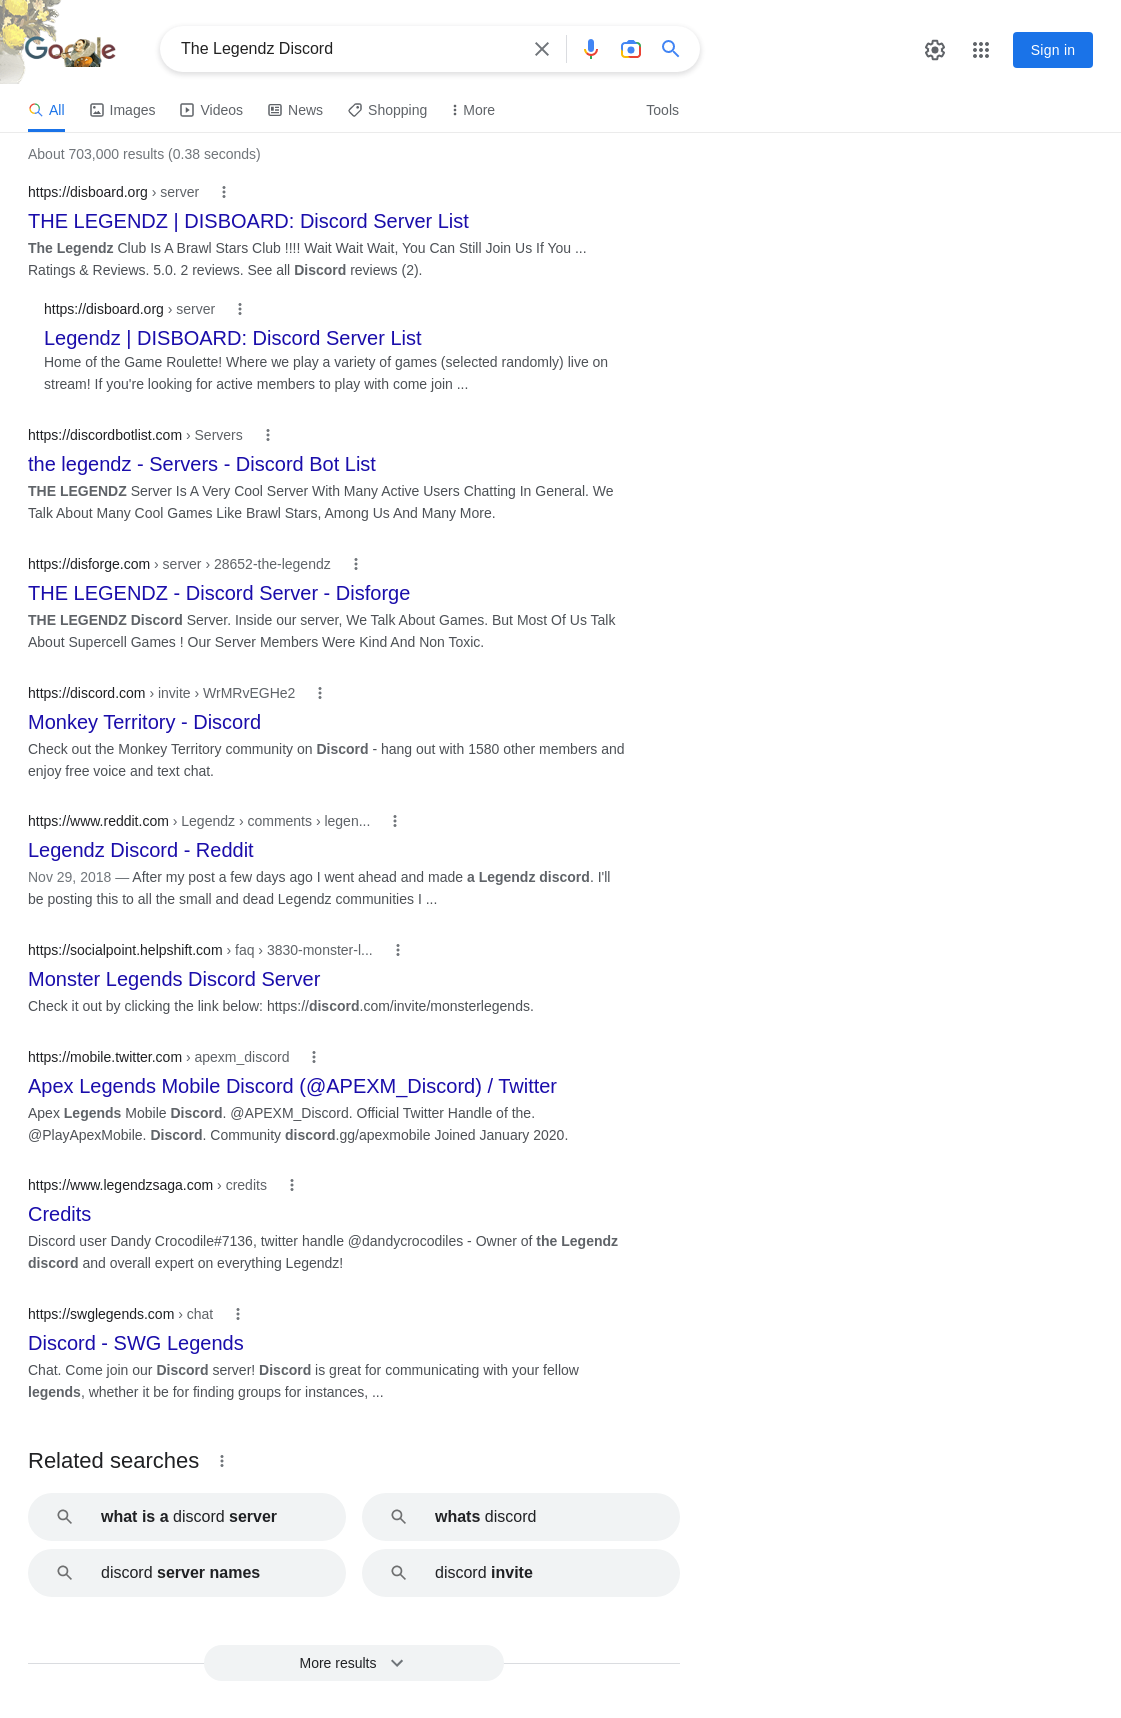 Google
The Legendz Discord
Sign in
All
Images
Videos
News
Shopping
More
Tools
About 703,000 results (0.38 seconds)
https://disboard.org › server
THE LEGENDZ | DISBOARD: Discord Server List
The Legendz Club Is A Brawl Stars Club !!!! Wait Wait Wait, You Can Still Join Us If You ...
Ratings & Reviews. 5.0. 2 reviews. See all Discord reviews (2).
https://disboard.org › server
Legendz | DISBOARD: Discord Server List
Home of the Game Roulette! Where we play a variety of games (selected randomly) live on
stream! If you're looking for active members to play with come join ...
https://discordbotlist.com › Servers
the legendz - Servers - Discord Bot List
THE LEGENDZ Server Is A Very Cool Server With Many Active Users Chatting In General. We
Talk About Many Cool Games Like Brawl Stars, Among Us And Many More.
https://disforge.com › server › 28652-the-legendz
THE LEGENDZ - Discord Server - Disforge
THE LEGENDZ Discord Server. Inside our server, We Talk About Games. But Most Of Us Talk
About Supercell Games ! Our Server Members Were Kind And Non Toxic.
https://discord.com › invite › WrMRvEGHe2
Monkey Territory - Discord
Check out the Monkey Territory community on Discord - hang out with 1580 other members and
enjoy free voice and text chat.
https://www.reddit.com › Legendz › comments › legen...
Legendz Discord - Reddit
Nov 29, 2018 — After my post a few days ago I went ahead and made a Legendz discord. I'll
be posting this to all the small and dead Legendz communities I ...
https://socialpoint.helpshift.com › faq › 3830-monster-l...
Monster Legends Discord Server
Check it out by clicking the link below: https://discord.com/invite/monsterlegends.
https://mobile.twitter.com › apexm_discord
Apex Legends Mobile Discord (@APEXM_Discord) / Twitter
Apex Legends Mobile Discord. @APEXM_Discord. Official Twitter Handle of the.
@PlayApexMobile. Discord. Community discord.gg/apexmobile Joined January 2020.
https://www.legendzsaga.com › credits
Credits
Discord user Dandy Crocodile#7136, twitter handle @dandycrocodiles - Owner of the Legendz
discord and overall expert on everything Legendz!
https://swglegends.com › chat
Discord - SWG Legends
Chat. Come join our Discord server! Discord is great for communicating with your fellow
legends, whether it be for finding groups for instances, ...
Related searches
what is a discord server
whats discord
discord server names
discord invite
More results